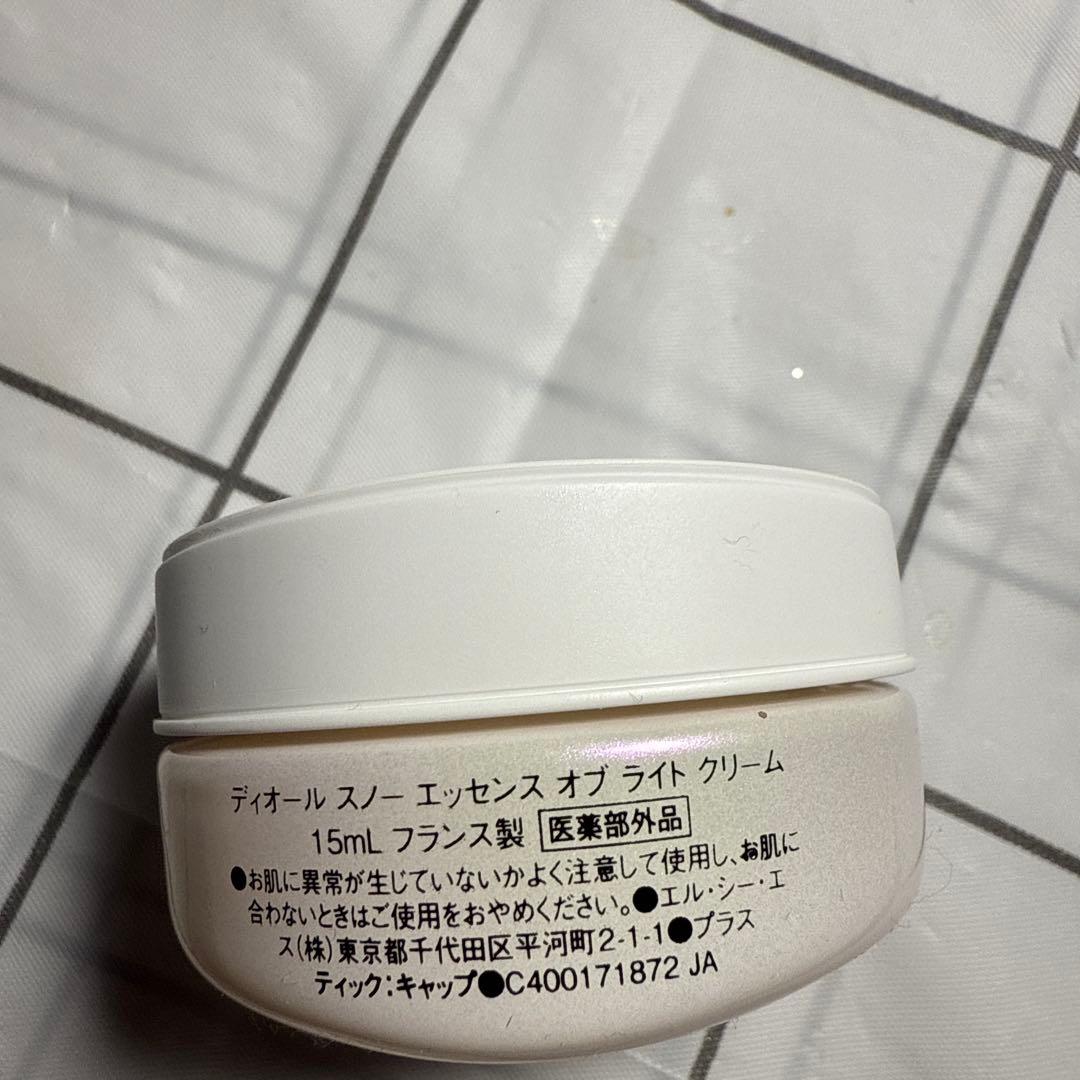 ディオール スノー エッセンス オブ ライト クリーム
15mL フランス製 医薬部外品
●お肌に異常が生じていないかよく注意して使用し、お肌に
合わないときはご使用をおやめください。●エル・シー・エ
ス(株)東京都千代田区平河町2-1-1●プラス
ティック:キャップ●C400171872 JA